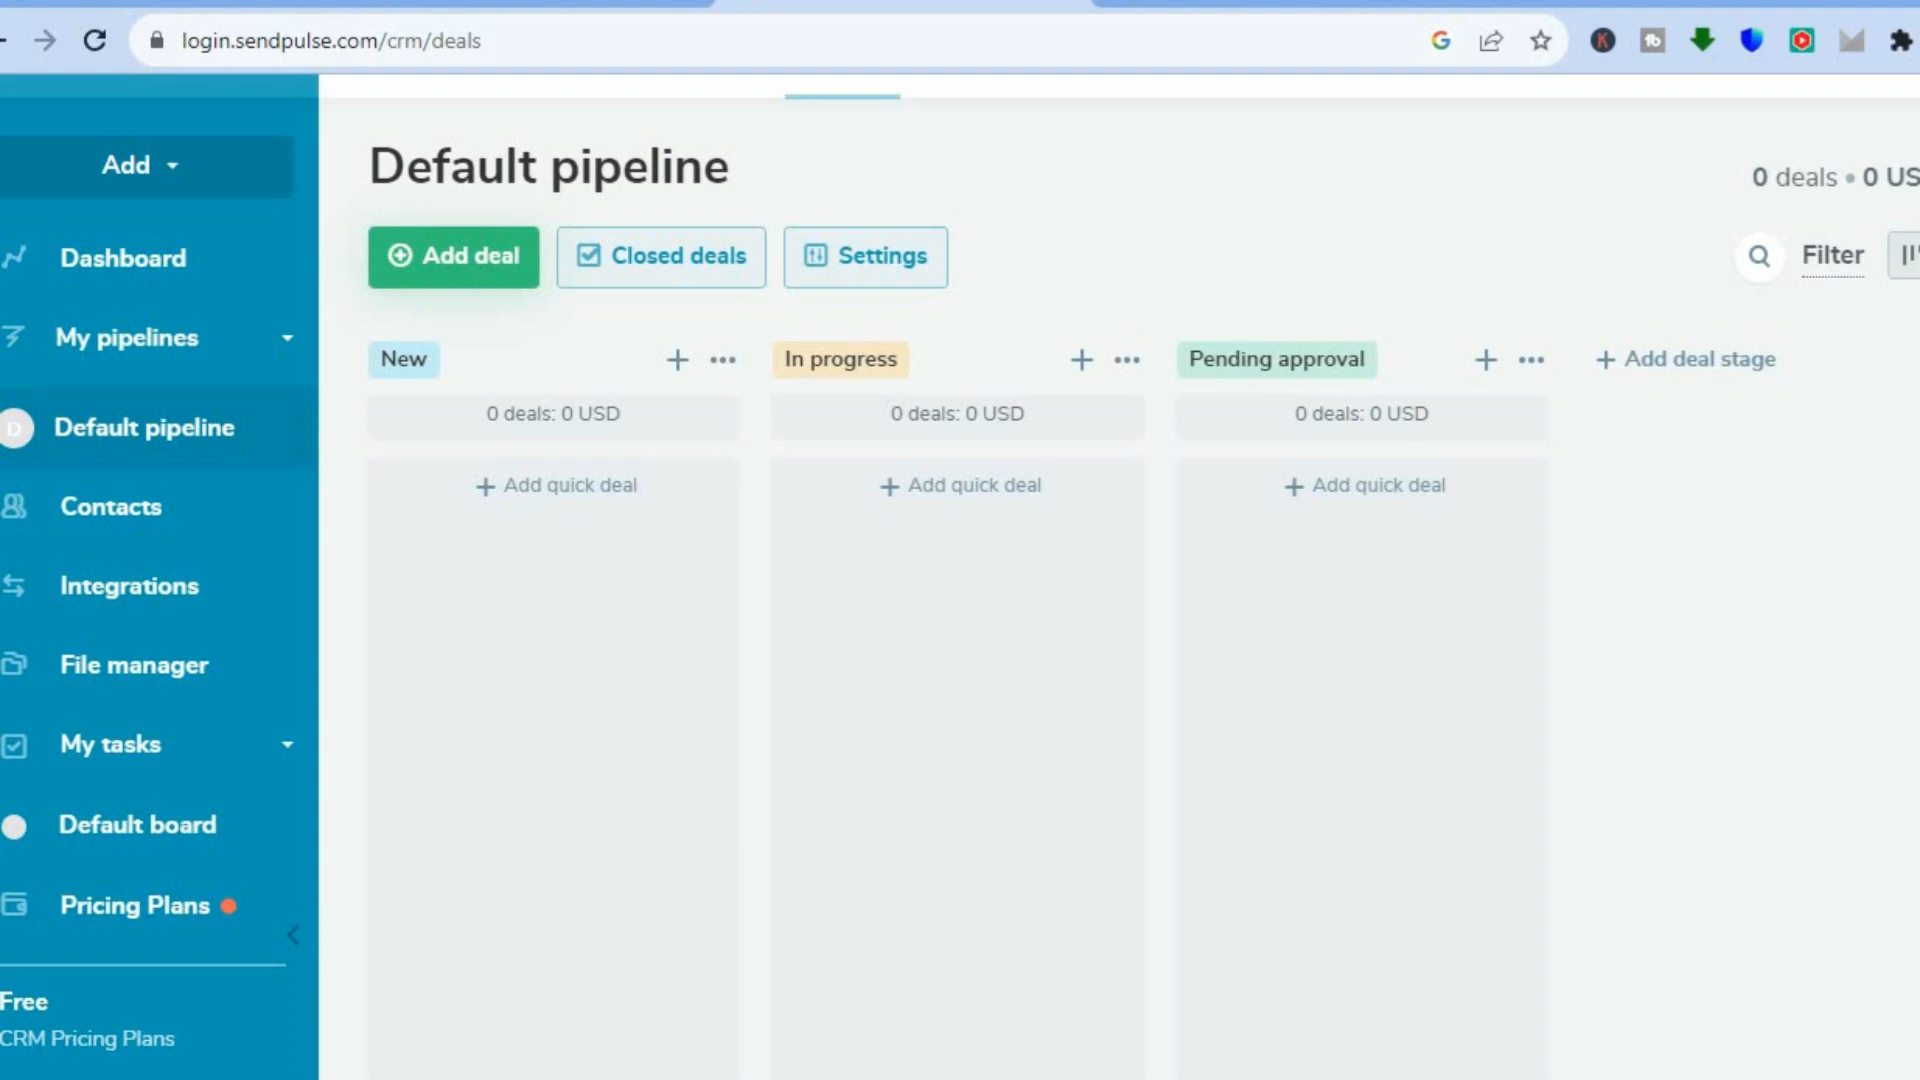 login.sendpulse.com/crm/deals
Add
Dashboard
My pipelines
D
Default pipeline
Contacts
Integrations
File manager
My tasks
Default board
Pricing Plans
Free
CRM Pricing Plans
Default pipeline
0 deals • 0 US
Add deal
Closed deals
Settings
Filter
New
In progress
Pending approval
+ Add deal stage
0 deals: 0 USD
0 deals: 0 USD
0 deals: 0 USD
+ Add quick deal
+ Add quick deal
+ Add quick deal